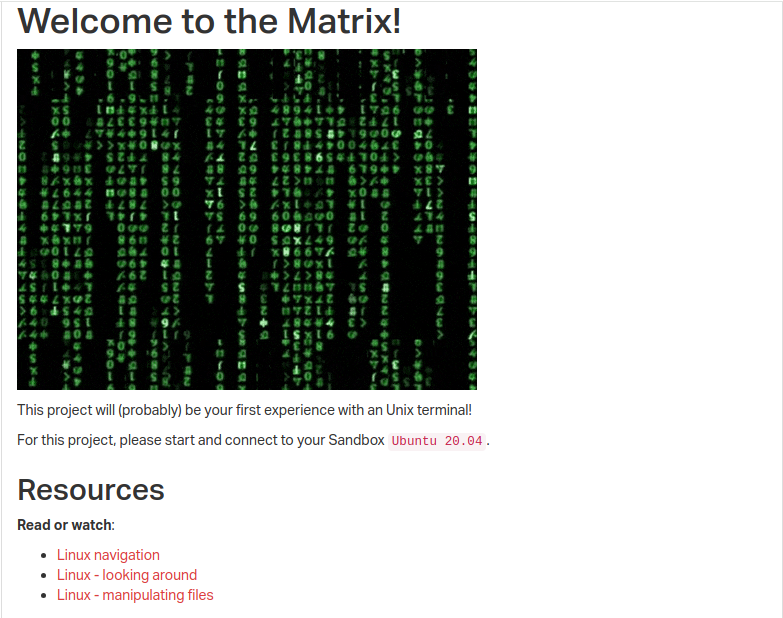 Welcome to the Matrix!
This project will (probably) be your first experience with an Unix terminal!
For this project, please start and connect to your Sandbox Ubuntu 20.04.
Resources
Read or watch:
Linux navigation
Linux - looking around
Linux - manipulating files